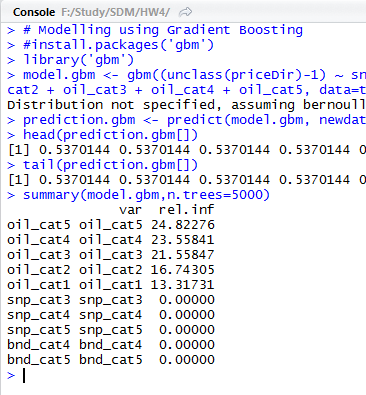 Console F:/Study/SDM/HW4/
> # Modelling using Gradient Boosting
> #install.packages('gbm')
> library('gbm')
> model.gbm <- gbm((unclass(priceDir)-1) ~ sn
cat2 + oil_cat3 + oil_cat4 + oil_cat5, data=t
Distribution not specified, assuming bernoull
> prediction.gbm <- predict(model.gbm, newdat
> head(prediction.gbm[])
[1] 0.5370144 0.5370144 0.5370144 0.5370144 0
> tail(prediction.gbm[])
[1] 0.5370144 0.5370144 0.5370144 0.5370144 0
> summary(model.gbm,n.trees=5000)
var rel.inf
oil_cat5 oil_cat5 24.82276
oil_cat4 oil_cat4 23.55841
oil_cat3 oil_cat3 21.55847
oil_cat2 oil_cat2 16.74305
oil_cat1 oil_cat1 13.31731
snp_cat3 snp_cat3 0.00000
snp_cat4 snp_cat4 0.00000
snp_cat5 snp_cat5 0.00000
bnd_cat4 bnd_cat4 0.00000
bnd_cat5 bnd_cat5 0.00000
>